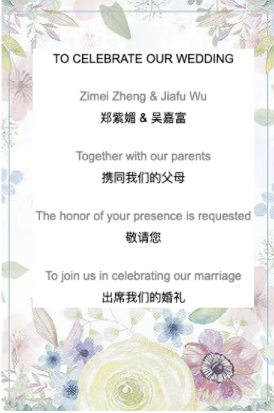 TO CELEBRATE OUR WEDDING
Zimei Zheng & Jiafu Wu
郑紫媚 & 吴嘉富
Together with our parents
携同我们的父母
The honor of your presence is requested
敬请您
To join us in celebrating our marriage
出席我们的婚礼